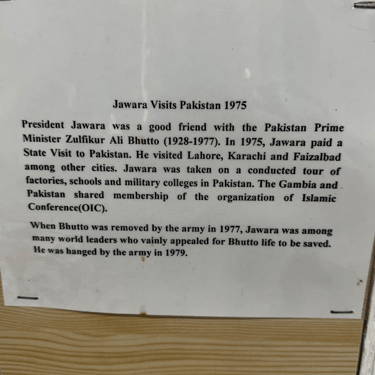 Jawara Visits Pakistan 1975
President Jawara was a good friend with the Pakistan Prime
Minister Zulfikur Ali Bhutto (1928-1977). In 1975, Jawara paid a
State Visit to Pakistan. He visited Lahore, Karachi and Faizalbad
among other cities. Jawara was taken on a conducted tour of
factories, schools and military colleges in Pakistan. The Gambia and
Pakistan shared membership of the organization of Islamic
Conference(OIC).
When Bhutto was removed by the army in 1977, Jawara was among
many world leaders who vainly appealed for Bhutto life to be saved.
He was hanged by the army in 1979.